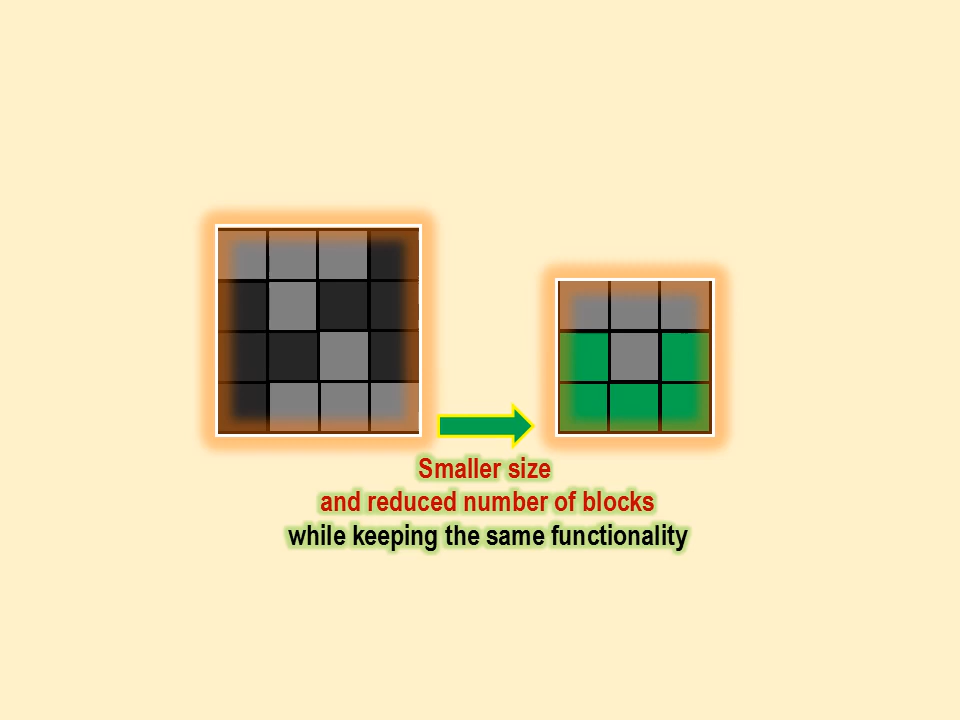 Smaller size
and reduced number of blocks
while keeping the same functionality